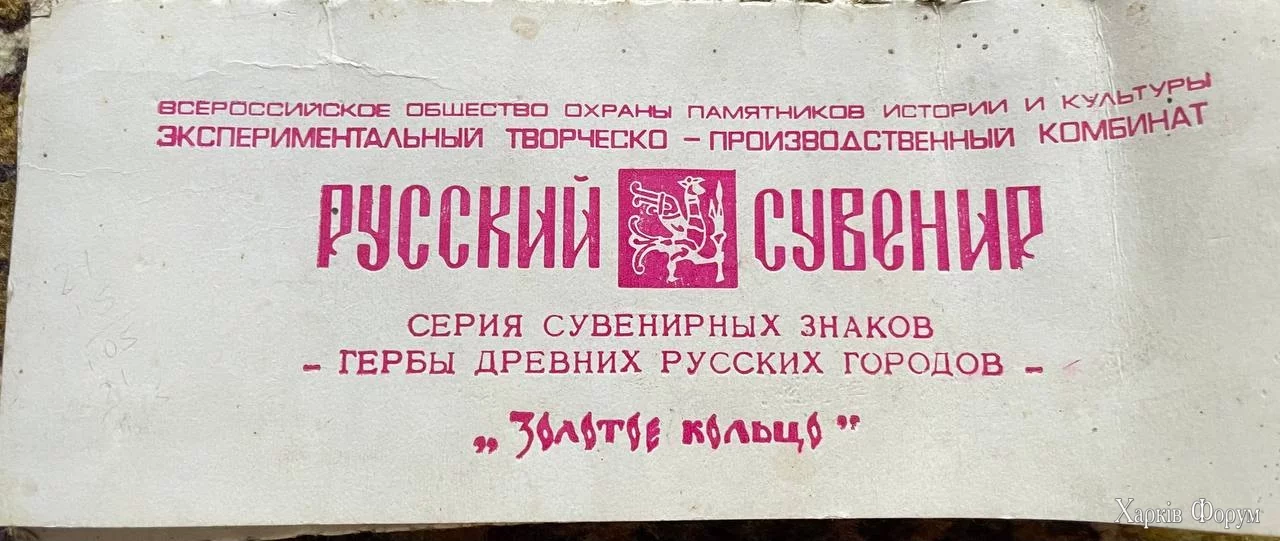 ВСЕРОССИЙСКОЕ ОБЩЕСТВО ОХРАНЫ ПАМЯТНИКОВ ИСТОРИИ И КУЛЬТУРЫ
ЭКСПЕРИМЕНТАЛЬНЫЙ ТВОРЧЕСКО – ПРОИЗВОДСТВЕННЫЙ КОМБИНАТ
РУССКИЙ СУВЕНИР
СЕРИЯ СУВЕНИРНЫХ ЗНАКОВ
– ГЕРБЫ ДРЕВНИХ РУССКИХ ГОРОДОВ –
„Золотое кольцо”
Харків Форум